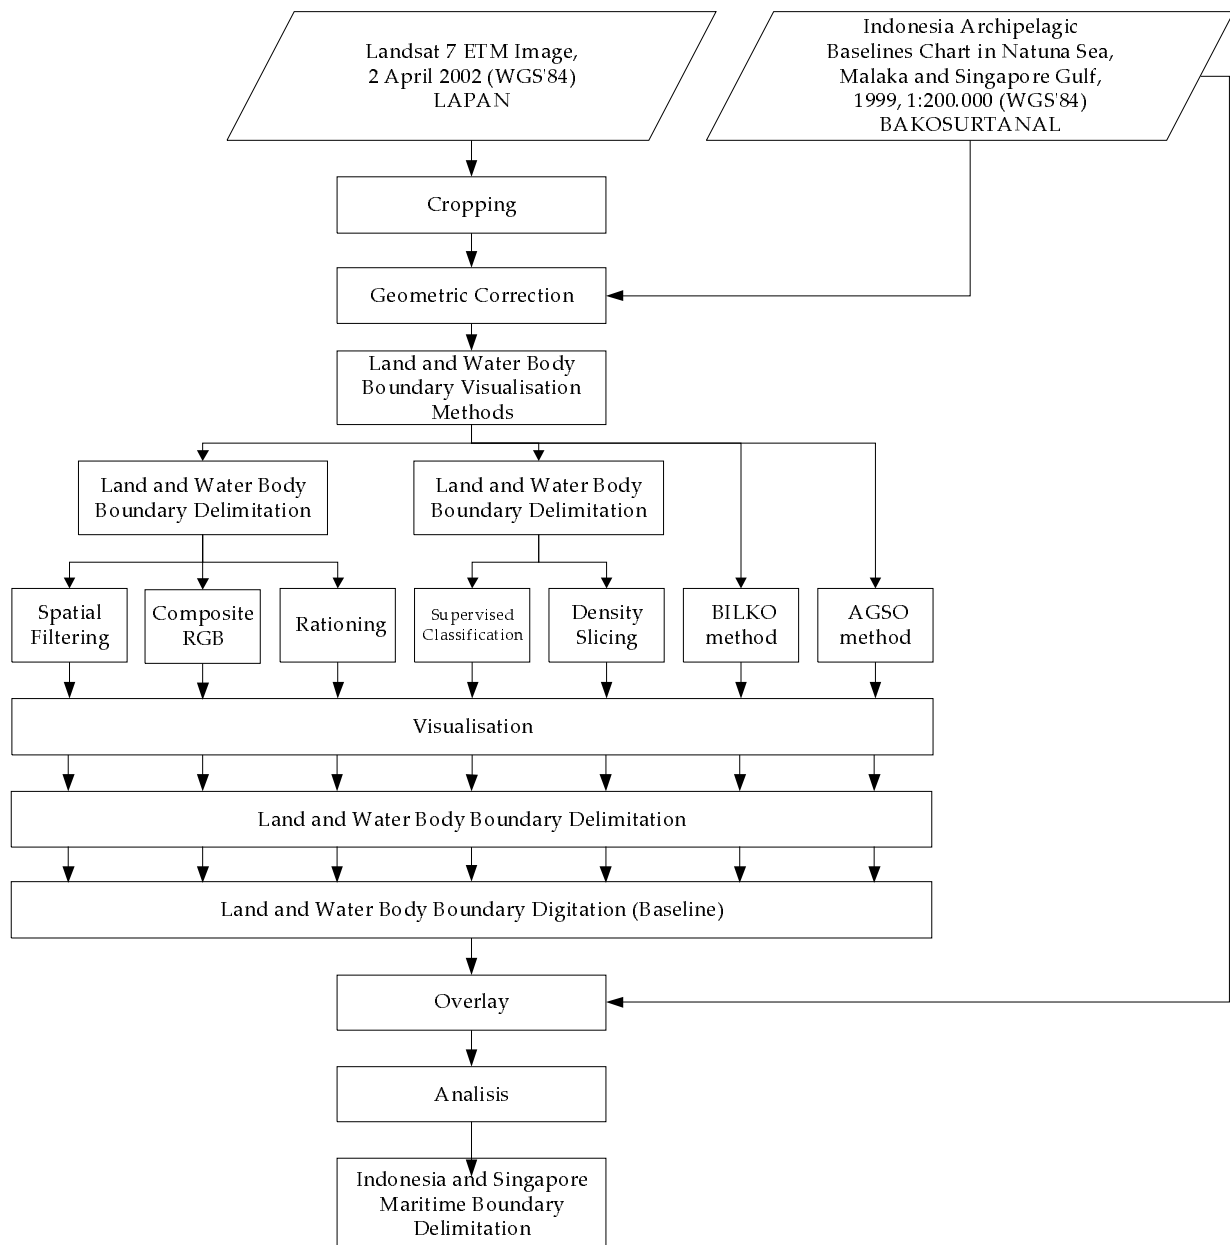 Landsat 7 ETM Image,
2 April 2002 (WGS'84)
LAPAN
Indonesia Archipelagic
Baselines Chart in Natuna Sea,
Malaka and Singapore Gulf,
1999, 1:200.000 (WGS'84)
BAKOSURTANAL
Cropping
Geometric Correction
Land and Water Body
Boundary Visualisation
Methods
Land and Water Body
Boundary Delimitation
Land and Water Body
Boundary Delimitation
Spatial
Filtering
Composite
RGB
Rationing
Supervised
Classification
Density
Slicing
BILKO
method
AGSO
method
Visualisation
Land and Water Body Boundary Delimitation
Land and Water Body Boundary Digitation (Baseline)
Overlay
Analisis
Indonesia and Singapore
Maritime Boundary
Delimitation